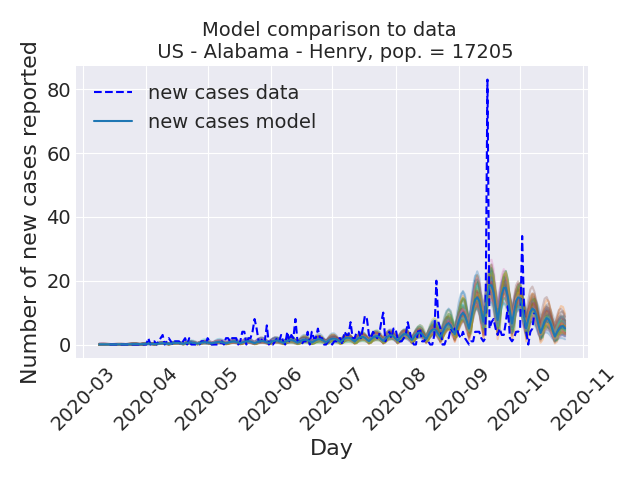 Model comparison to data
US - Alabama - Henry, pop. = 17205
Number of new cases reported
80
60
40
20
0
new cases data
new cases model
2020-03
2020-04
2020-05
2020-06
2020-07
2020-08
2020-09
2020-10
2020-11
Day